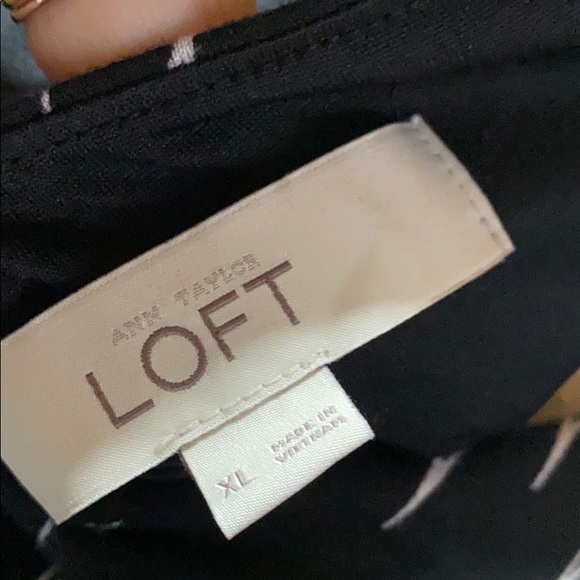 ANN TAYLOR
LOFT
XL
MADE IN
VIETNAM